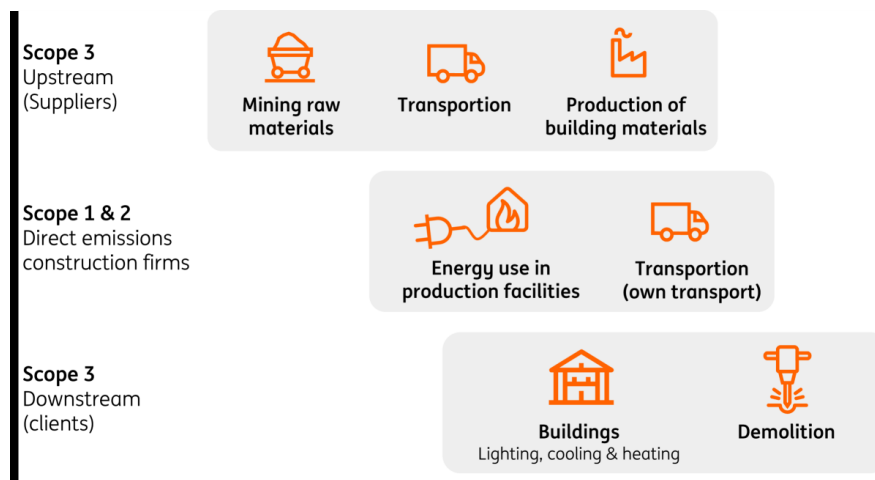 Scope 3
Upstream
(Suppliers)
Mining raw
materials
Transportion
Production of
building materials
Scope 1 & 2
Direct emissions
construction firms
Energy use in
production facilities
Transportion
(own transport)
Scope 3
Downstream
(clients)
Buildings
Lighting, cooling & heating
Demolition